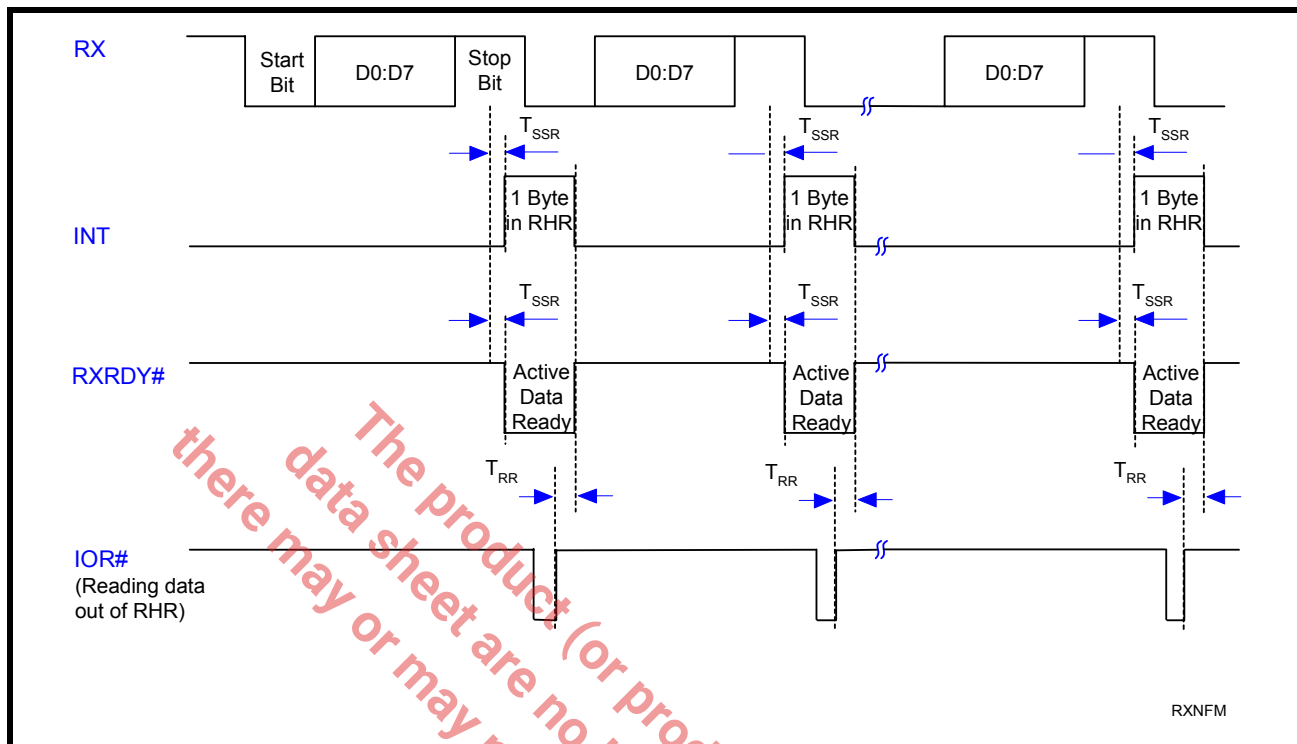 RX
Start
Bit
D0:D7
Stop
Bit
D0:D7
D0:D7
TSSR
TSSR
TSSR
INT
1 Byte
in RHR
1 Byte
in RHR
1 Byte
in RHR
TSSR
TSSR
TSSR
RXRDY#
Active
Data
Ready
Active
Data
Ready
Active
Data
Ready
TRR
TRR
TRR
IOR#
(Reading data
out of RHR)
The product (or prod
data sheet are no
there may or may
RXNFM